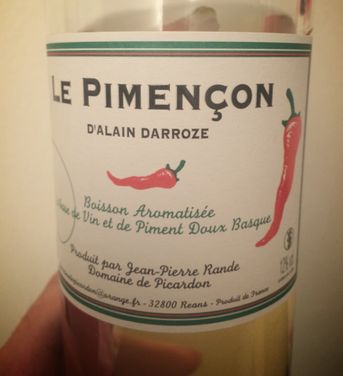 LE PIMENÇON
D'ALAIN DARROZE
Boisson Aromatisée
de Vin et de Piment Doux Basque
Produit par Jean-Pierre Rande
Domaine de Picardon
@orange.fr - 32800 Reans - Produit de France